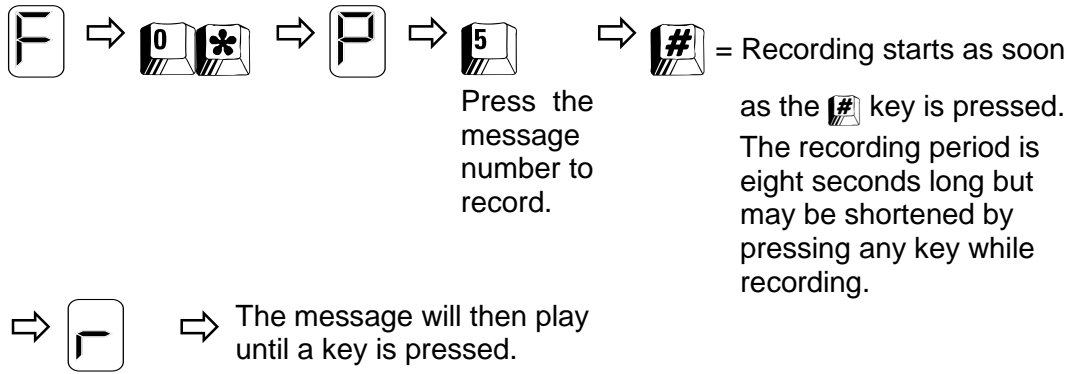 F ⇨ 0 * ⇨ P ⇨ 5 ⇨ # = Recording starts as soon
as the # key is pressed.
Press the
message
number to
record.
The recording period is
eight seconds long but
may be shortened by
pressing any key while
recording.
⇨ r ⇨ The message will then play
until a key is pressed.